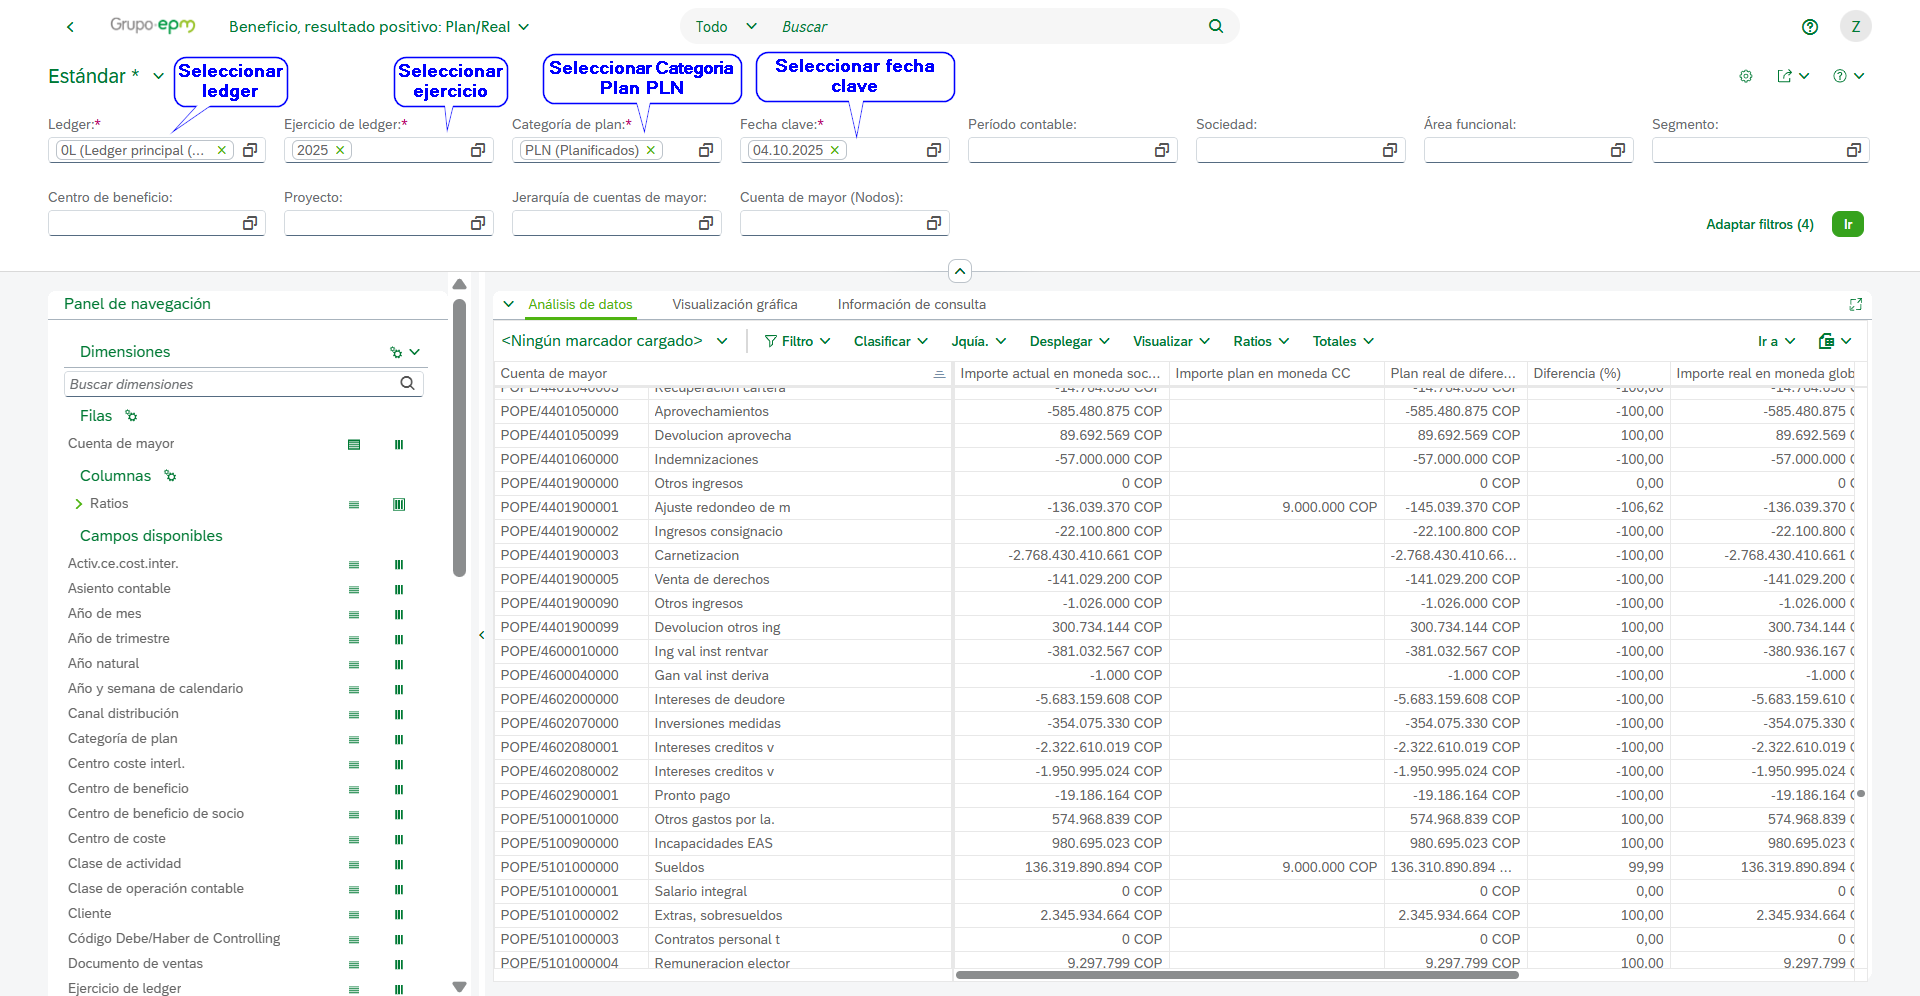 Grupo·epm
Beneficio, resultado positivo: Plan/Real
Todo
Buscar
Z
Estándar *
Seleccionar
ledger
Seleccionar
ejercicio
Seleccionar Categoria
Plan PLN
Seleccionar fecha
clave
Ledger:*
Ejercicio de ledger:*
Categoría de plan:*
Fecha clave:*
Período contable:
Sociedad:
Área funcional:
Segmento:
0L (Ledger principal (...
2025
PLN (Planificados)
04.10.2025
Centro de beneficio:
Proyecto:
Jerarquía de cuentas de mayor:
Cuenta de mayor (Nodos):
Adaptar filtros (4)
Ir
Panel de navegación
Dimensiones
Buscar dimensiones
Filas
Cuenta de mayor
Columnas
Ratios
Campos disponibles
Activ.ce.cost.inter.
Asiento contable
Año de mes
Año de trimestre
Año natural
Año y semana de calendario
Canal distribución
Categoría de plan
Centro coste interl.
Centro de beneficio
Centro de beneficio de socio
Centro de coste
Clase de actividad
Clase de operación contable
Cliente
Código Debe/Haber de Controlling
Documento de ventas
Ejercicio de ledger
Análisis de datos
Visualización gráfica
Información de consulta
<Ningún marcador cargado>
Filtro
Clasificar
Jquía.
Desplegar
Visualizar
Ratios
Totales
Ir a
Cuenta de mayor Importe actual en moneda soc... Importe plan en moneda CC Plan real de difere... Diferencia (%) Importe real en moneda glob
POPE/4401040003 Recuperacion cartera -14.764.638 COP -14.764.638 COP -100,00 -14.764.638
POPE/4401050000 Aprovechamientos -585.480.875 COP -585.480.875 COP -100,00 -585.480.875
POPE/4401050099 Devolucion aprovecha 89.692.569 COP 89.692.569 COP 100,00 89.692.569
POPE/4401060000 Indemnizaciones -57.000.000 COP -57.000.000 COP -100,00 -57.000.000
POPE/4401900000 Otros ingresos 0 COP 0 COP 0,00 0
POPE/4401900001 Ajuste redondeo de m -136.039.370 COP 9.000.000 COP -145.039.370 COP -106,62 -136.039.370
POPE/4401900002 Ingresos consignacio -22.100.800 COP -22.100.800 COP -100,00 -22.100.800
POPE/4401900003 Carnetizacion -2.768.430.410.661 COP -2.768.430.410.66... -100,00 -2.768.430.410.661
POPE/4401900005 Venta de derechos -141.029.200 COP -141.029.200 COP -100,00 -141.029.200
POPE/4401900090 Otros ingresos -1.026.000 COP -1.026.000 COP -100,00 -1.026.000
POPE/4401900099 Devolucion otros ing 300.734.144 COP 300.734.144 COP 100,00 300.734.144
POPE/4600010000 Ing val inst rentvar -381.032.567 COP -381.032.567 COP -100,00 -380.936.167
POPE/4600040000 Gan val inst deriva -1.000 COP -1.000 COP -100,00 -1.000
POPE/4602000000 Intereses de deudore -5.683.159.608 COP -5.683.159.608 COP -100,00 -5.683.159.610
POPE/4602070000 Inversiones medidas -354.075.330 COP -354.075.330 COP -100,00 -354.075.330
POPE/4602080001 Intereses creditos v -2.322.610.019 COP -2.322.610.019 COP -100,00 -2.322.610.019
POPE/4602080002 Intereses creditos v -1.950.995.024 COP -1.950.995.024 COP -100,00 -1.950.995.024
POPE/4602900001 Pronto pago -19.186.164 COP -19.186.164 COP -100,00 -19.186.164
POPE/5100010000 Otros gastos por la. 574.968.839 COP 574.968.839 COP 100,00 574.968.839
POPE/5100900000 Incapacidades EAS 980.695.023 COP 980.695.023 COP 100,00 980.695.023
POPE/5101000000 Sueldos 136.319.890.894 COP 9.000.000 COP 136.310.890.894 ... 99,99 136.319.890.894
POPE/5101000001 Salario integral 0 COP 0 COP 0,00 0
POPE/5101000002 Extras, sobresueldos 2.345.934.664 COP 2.345.934.664 COP 100,00 2.345.934.664
POPE/5101000003 Contratos personal t 0 COP 0 COP 0,00 0
POPE/5101000004 Remuneracion elector 9.297.799 COP 9.297.799 COP 100,00 9.297.799